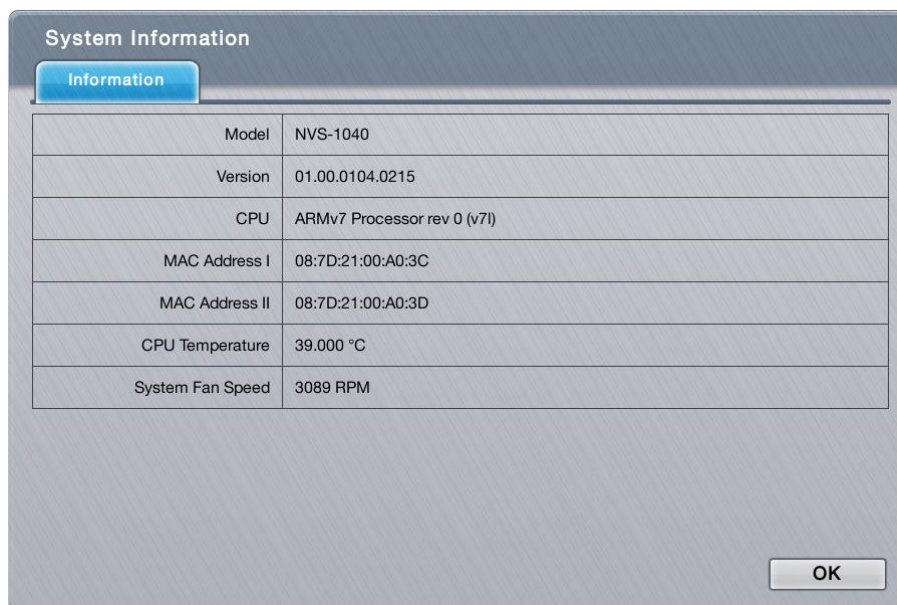 System Information
Information
Model NVS-1040
Version 01.00.0104.0215
CPU ARMv7 Processor rev 0 (v7l)
MAC Address I 08:7D:21:00:A0:3C
MAC Address II 08:7D:21:00:A0:3D
CPU Temperature 39.000 °C
System Fan Speed 3089 RPM
OK